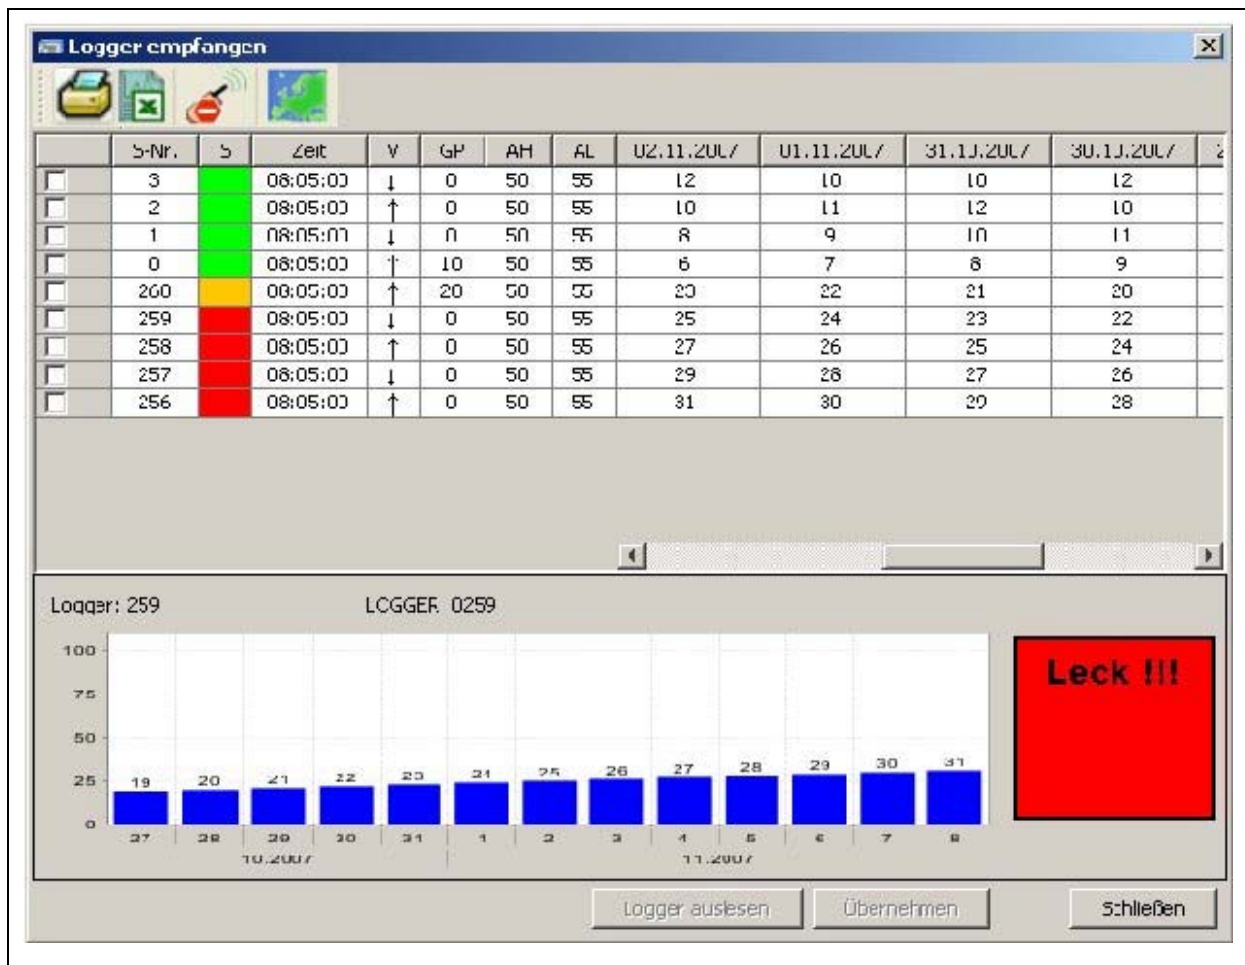 Logger empfangen
S-Nr. S Zeit V GP AH AL 02.11.2007 01.11.2007 31.10.2007 30.10.2007
3 08:05:00 ↓ 0 50 55 12 10 10 12
2 08:05:00 ↑ 0 50 55 10 11 12 10
1 08:05:00 ↓ 0 50 55 8 9 10 11
0 08:05:00 ↑ 10 50 55 6 7 8 9
260 08:05:00 ↑ 20 50 55 23 22 21 20
259 08:05:00 ↓ 0 50 55 25 24 23 22
258 08:05:00 ↑ 0 50 55 27 26 25 24
257 08:05:00 ↓ 0 50 55 29 28 27 26
256 08:05:00 ↑ 0 50 55 31 30 29 28
Logger: 259 LOGGER_0259
Leck !!!
100
75
50
25
0
19 20 21 22 23 24 25 26 27 28 29 30 31
27 28 29 30 31 1 2 3 4 5 6 7 8
10.2007 11.2007
Logger auslesen Übernehmen Schließen